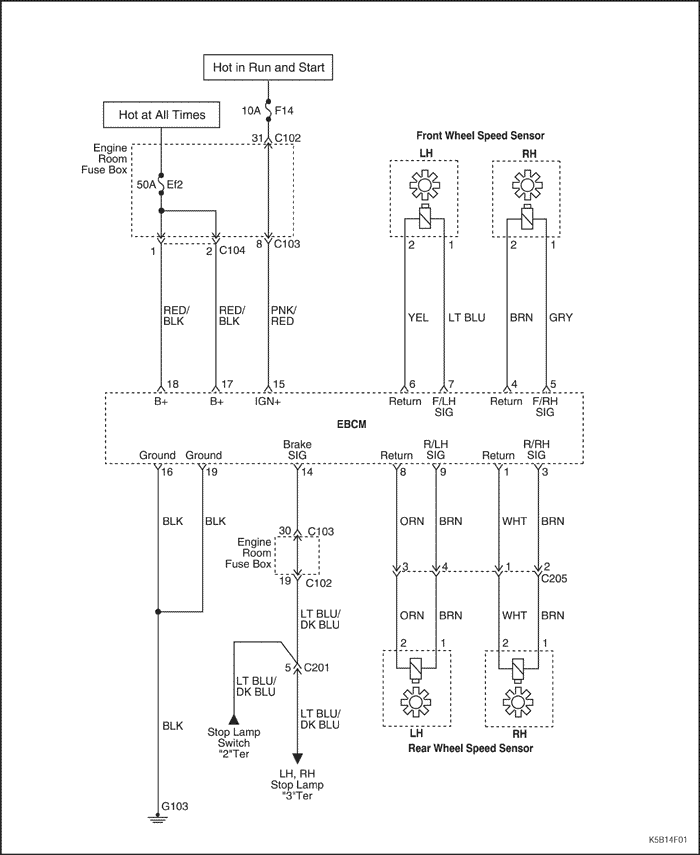 Hot in Run and Start
10A F14
Hot at All Times
31 C102
Engine
Room
Fuse Box
50A Ef2
1 2 C104 8 C103
RED/
BLK
RED/
BLK
PNK/
RED
Front Wheel Speed Sensor
LH RH
2 1 2 1
YEL LT BLU BRN GRY
18 17 15 6 7 4 5
B+ B+ IGN+ Return F/LH
SIG
Return F/RH
SIG
EBCM
Ground Ground Brake
SIG
Return R/LH
SIG
Return R/RH
SIG
16 19 14 8 9 1 3
BLK BLK
30 C103
Engine
Room
Fuse Box
19 C102
LT BLU/
DK BLU
5 C201
LT BLU/
DK BLU
LT BLU/
DK BLU
Stop Lamp
Switch
"2"Ter
LH, RH
Stop Lamp
"3"Ter
BLK
G103
ORN BRN WHT BRN
3 4 1 2
C205
ORN BRN WHT BRN
2 1 2 1
LH RH
Rear Wheel Speed Sensor
K5B14F01